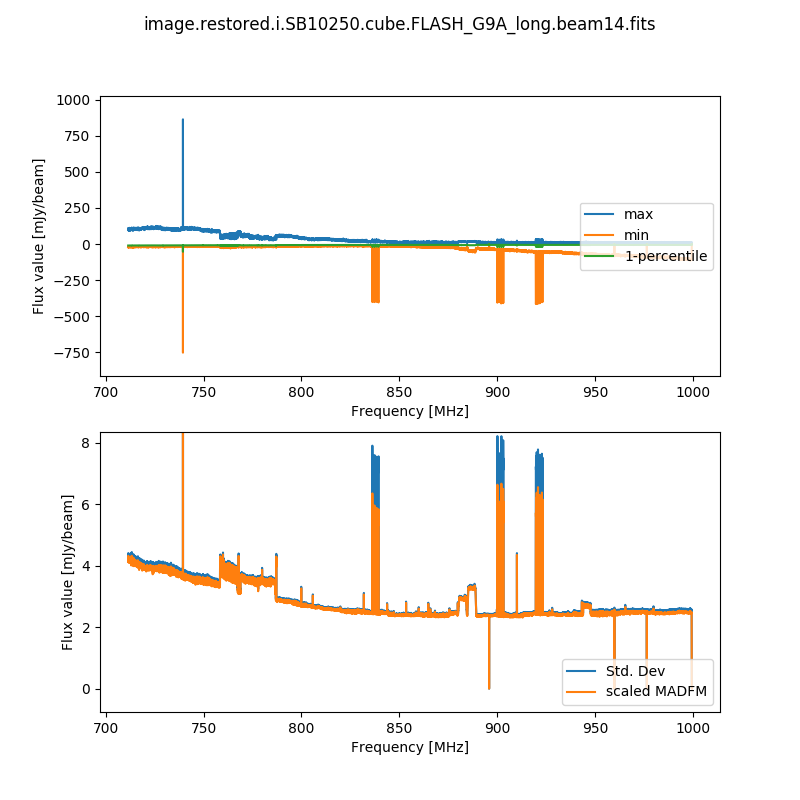 image.restored.i.SB10250.cube.FLASH_G9A_long.beam14.fits
1000
750
500
250
0
−250
−500
−750
Flux value [mJy/beam]
max
min
1-percentile
700 750 800 850 900 950 1000
Frequency [MHz]
8
6
4
2
0
Flux value [mJy/beam]
Std. Dev
scaled MADFM
700 750 800 850 900 950 1000
Frequency [MHz]